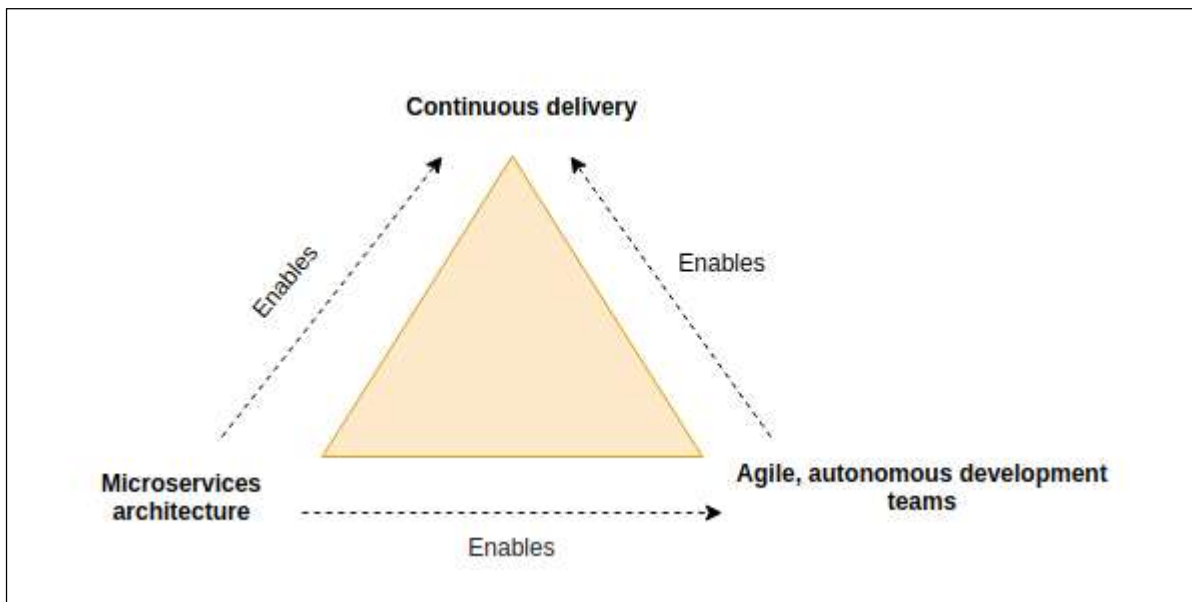 Continuous delivery
Enables
Enables
Microservices
architecture
Agile, autonomous development
teams
Enables